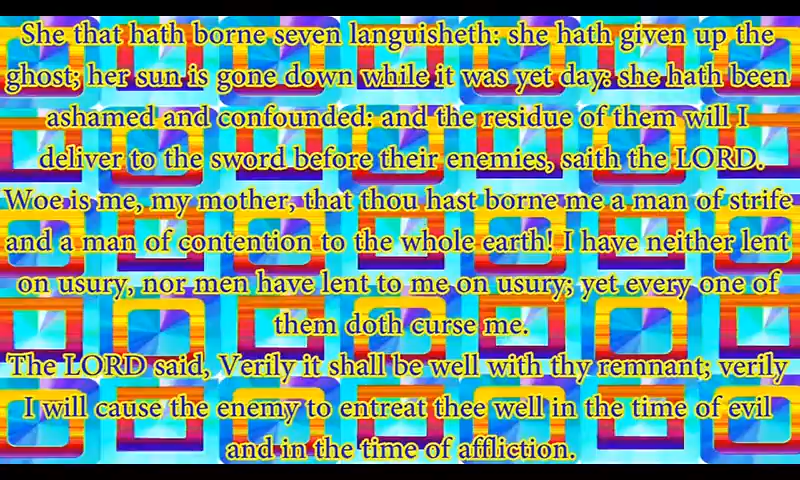 She that hath borne seven languisheth: she hath given up the
ghost; her sun is gone down while it was yet day: she hath been
ashamed and confounded: and the residue of them will I
deliver to the sword before their enemies, saith the LORD.
Woe is me, my mother, that thou hast borne me a man of strife
and a man of contention to the whole earth! I have neither lent
on usury, nor men have lent to me on usury; yet every one of
them doth curse me.
The LORD said, Verily it shall be well with thy remnant; verily
I will cause the enemy to entreat thee well in the time of evil
and in the time of affliction.